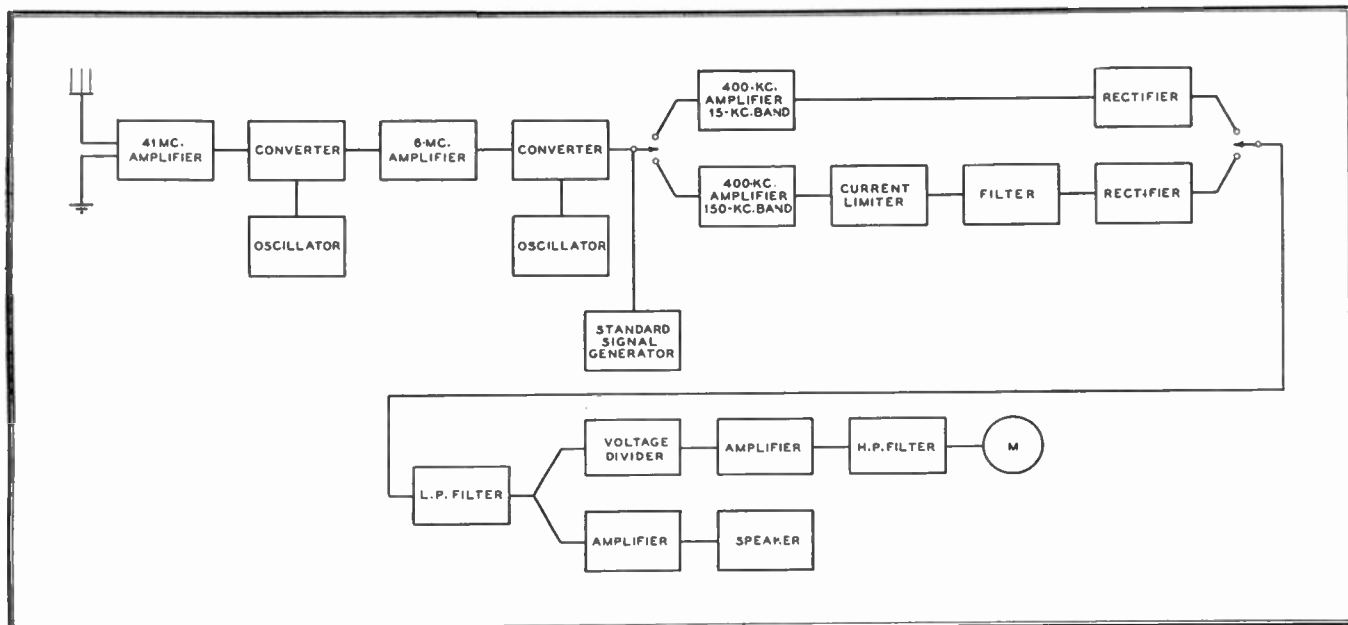 41 MC.
AMPLIFIER
CONVERTER
6-MC.
AMPLIFIER
CONVERTER
OSCILLATOR
OSCILLATOR
STANDARD
SIGNAL
GENERATOR
400-KC.
AMPLIFIER
15-KC. BAND
RECTIFIER
400-KC.
AMPLIFIER
150-KC. BAND
CURRENT
LIMITER
FILTER
RECTIFIER
L.P. FILTER
VOLTAGE
DIVIDER
AMPLIFIER
H.P. FILTER
M
AMPLIFIER
SPEAKER